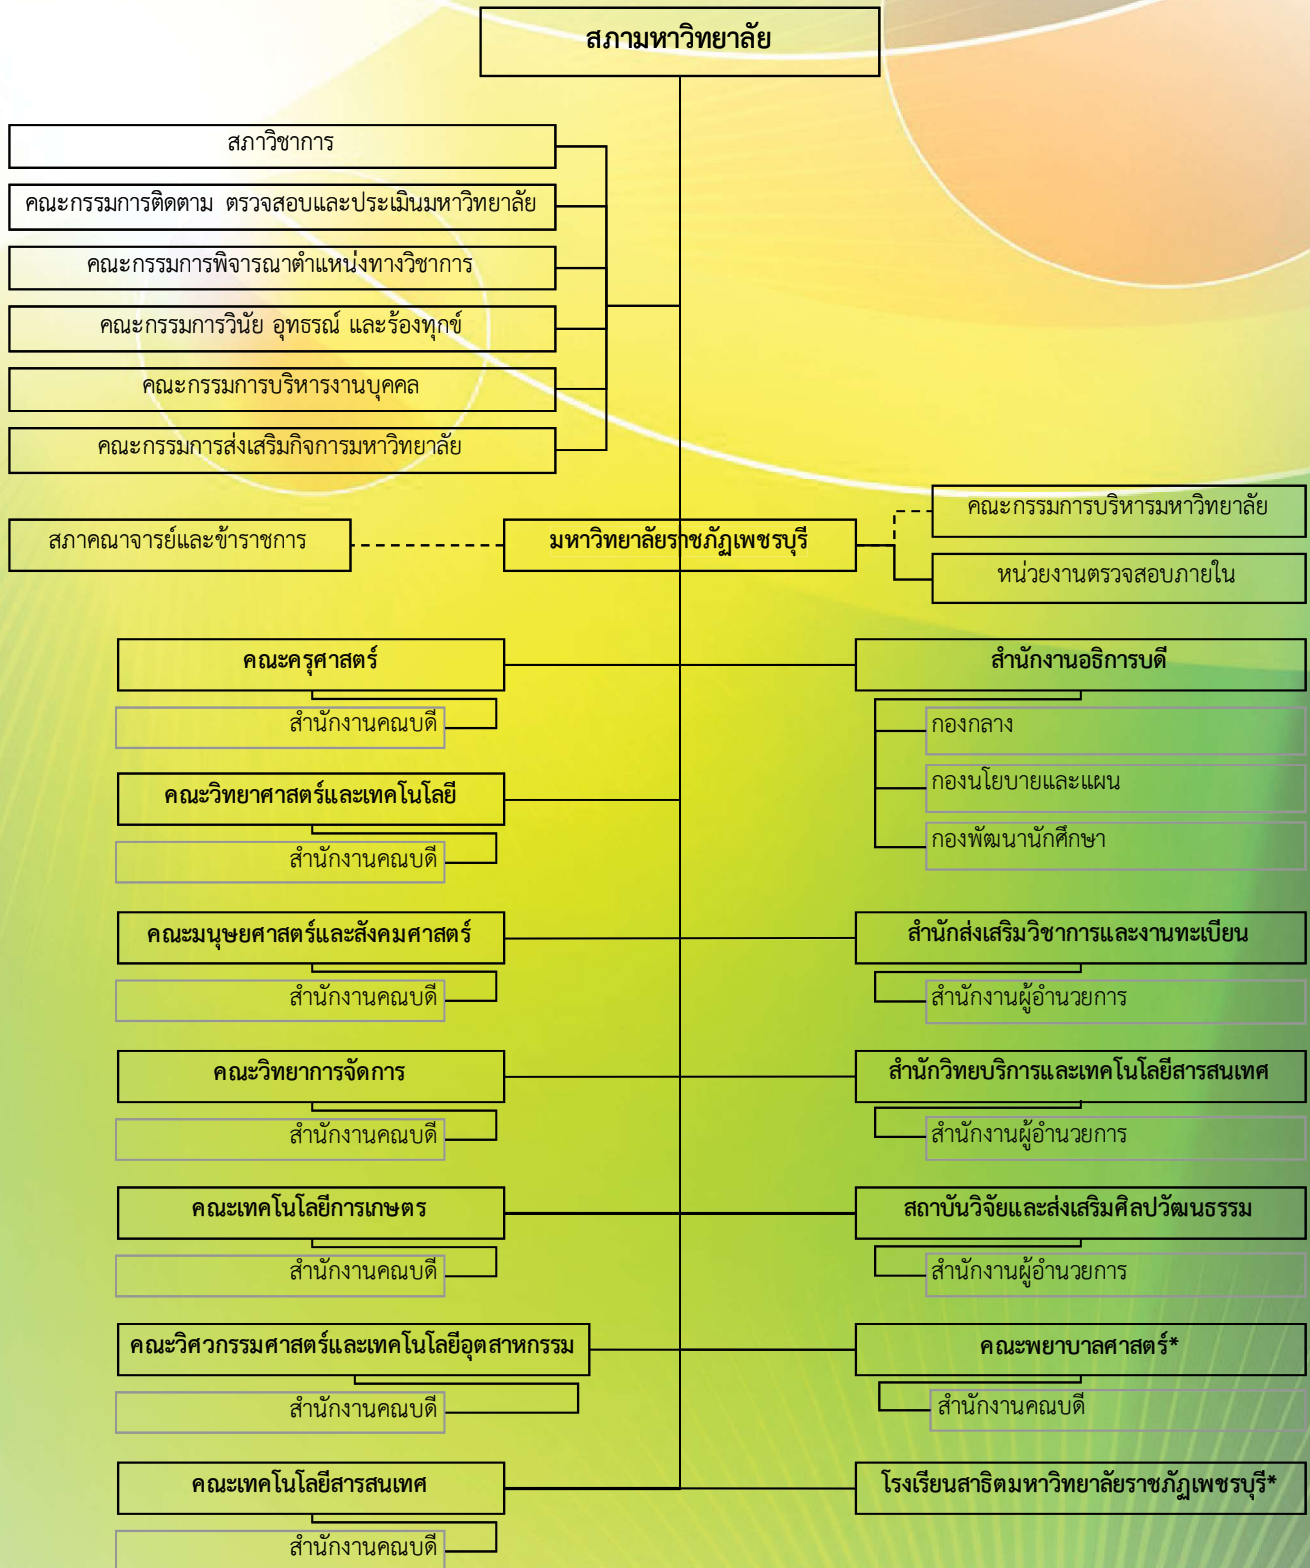 สภามหาวิทยาลัย
สภาวิชาการ
คณะกรรมการติดตาม ตรวจสอบและประเมินมหาวิทยาลัย
คณะกรรมการพิจารณาตำแหน่งทางวิชาการ
คณะกรรมการวินัย อุทธรณ์ และร้องทุกข์
คณะกรรมการบริหารงานบุคคล
คณะกรรมการส่งเสริมกิจการมหาวิทยาลัย
คณะกรรมการบริหารมหาวิทยาลัย
สภาคณาจารย์และข้าราชการ
มหาวิทยาลัยราชภัฏเพชรบุรี
หน่วยงานตรวจสอบภายใน
คณะครุศาสตร์
สำนักงานคณบดี
คณะวิทยาศาสตร์และเทคโนโลยี
สำนักงานคณบดี
คณะมนุษยศาสตร์และสังคมศาสตร์
สำนักงานคณบดี
คณะวิทยาการจัดการ
สำนักงานคณบดี
คณะเทคโนโลยีการเกษตร
สำนักงานคณบดี
คณะวิศวกรรมศาสตร์และเทคโนโลยีอุตสาหกรรม
สำนักงานคณบดี
คณะเทคโนโลยีสารสนเทศ
สำนักงานคณบดี
สำนักงานอธิการบดี
กองกลาง
กองนโยบายและแผน
กองพัฒนานักศึกษา
สำนักส่งเสริมวิชาการและงานทะเบียน
สำนักงานผู้อำนวยการ
สำนักวิทยบริการและเทคโนโลยีสารสนเทศ
สำนักงานผู้อำนวยการ
สถาบันวิจัยและส่งเสริมศิลปวัฒนธรรม
สำนักงานผู้อำนวยการ
คณะพยาบาลศาสตร์*
สำนักงานคณบดี
โรงเรียนสาธิตมหาวิทยาลัยราชภัฏเพชรบุรี*